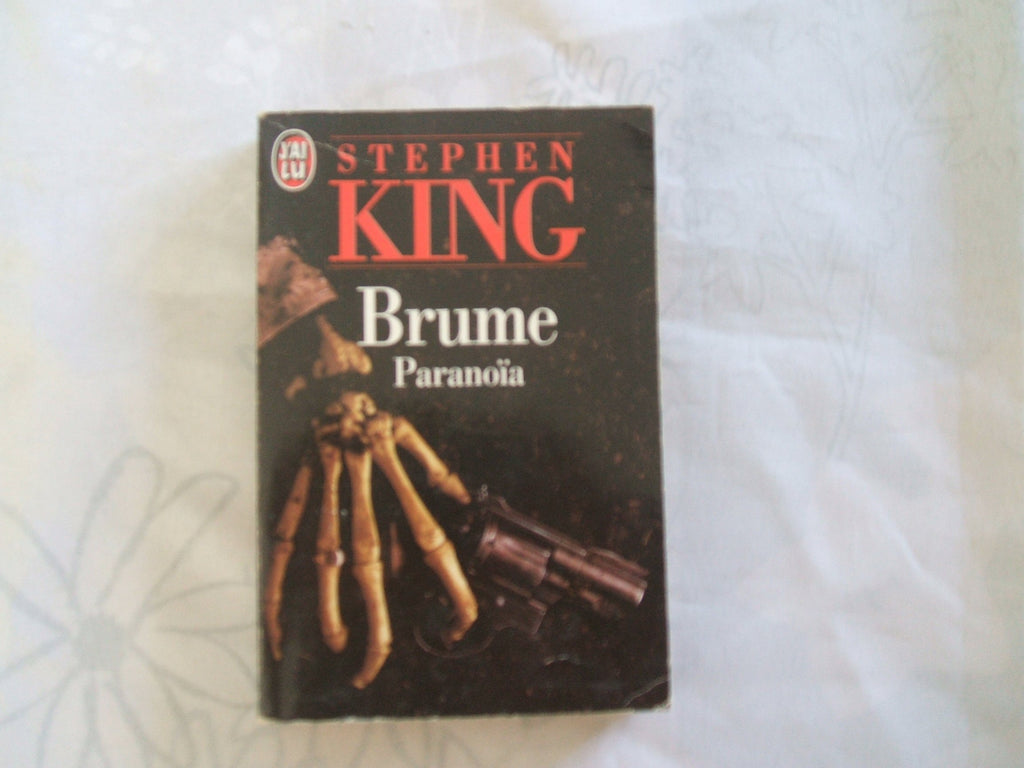 J'AI
LU
STEPHEN
KING
Brume
Paranoïa